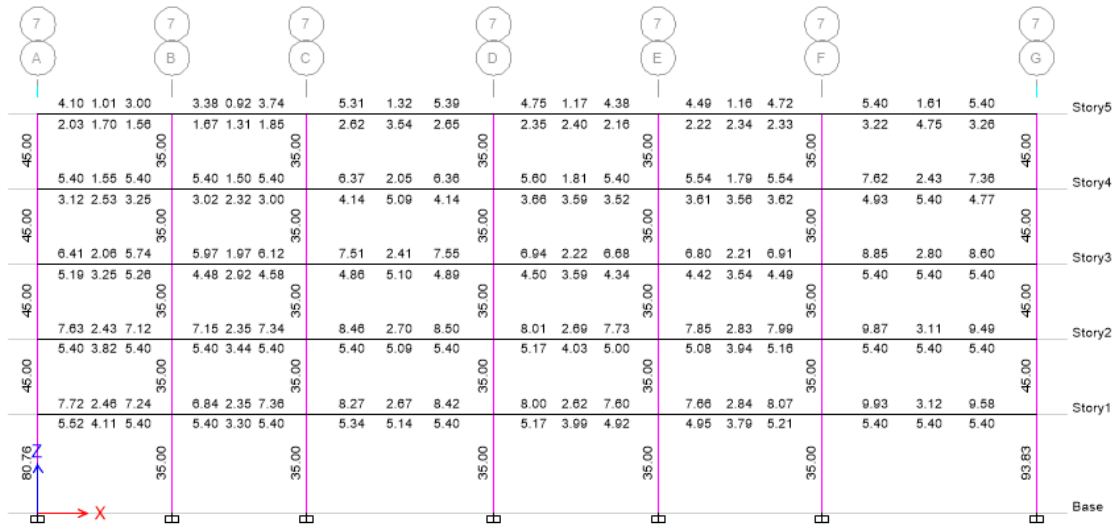 7 7 7 7 7 7 7
A B C D E F G
4.10 1.01 3.00 3.38 0.92 3.74 5.31 1.32 5.39 4.75 1.17 4.38 4.49 1.16 4.72 5.40 1.61 5.40 Story5
2.03 1.70 1.56 1.67 1.31 1.85 2.62 3.54 2.65 2.35 2.40 2.16 2.22 2.34 2.33 3.22 4.75 3.26
45.00 35.00 35.00 35.00 35.00 35.00 45.00
5.40 1.55 5.40 5.40 1.50 5.40 6.37 2.05 6.36 5.60 1.81 5.40 5.54 1.79 5.54 7.62 2.43 7.36 Story4
3.12 2.53 3.25 3.02 2.32 3.00 4.14 5.09 4.14 3.66 3.59 3.52 3.61 3.56 3.62 4.93 5.40 4.77
45.00 35.00 35.00 35.00 35.00 35.00 45.00
6.41 2.06 5.74 5.97 1.97 6.12 7.51 2.41 7.55 6.94 2.22 6.68 6.80 2.21 6.91 8.85 2.80 8.60 Story3
5.19 3.25 5.26 4.48 2.92 4.58 4.86 5.10 4.89 4.50 3.59 4.34 4.42 3.54 4.49 5.40 5.40 5.40
45.00 35.00 35.00 35.00 35.00 35.00 45.00
7.63 2.43 7.12 7.15 2.35 7.34 8.46 2.70 8.50 8.01 2.69 7.73 7.85 2.83 7.99 9.87 3.11 9.49 Story2
5.40 3.82 5.40 5.40 3.44 5.40 5.40 5.09 5.40 5.17 4.03 5.00 5.08 3.94 5.16 5.40 5.40 5.40
45.00 35.00 35.00 35.00 35.00 35.00 45.00
7.72 2.46 7.24 6.84 2.35 7.36 8.27 2.67 8.42 8.00 2.62 7.60 7.66 2.84 8.07 9.93 3.12 9.58 Story1
5.52 4.11 5.40 5.40 3.30 5.40 5.34 5.14 5.40 5.17 3.99 4.92 4.95 3.79 5.21 5.40 5.40 5.40
80.76 35.00 35.00 35.00 35.00 35.00 93.83
Z
X
Base